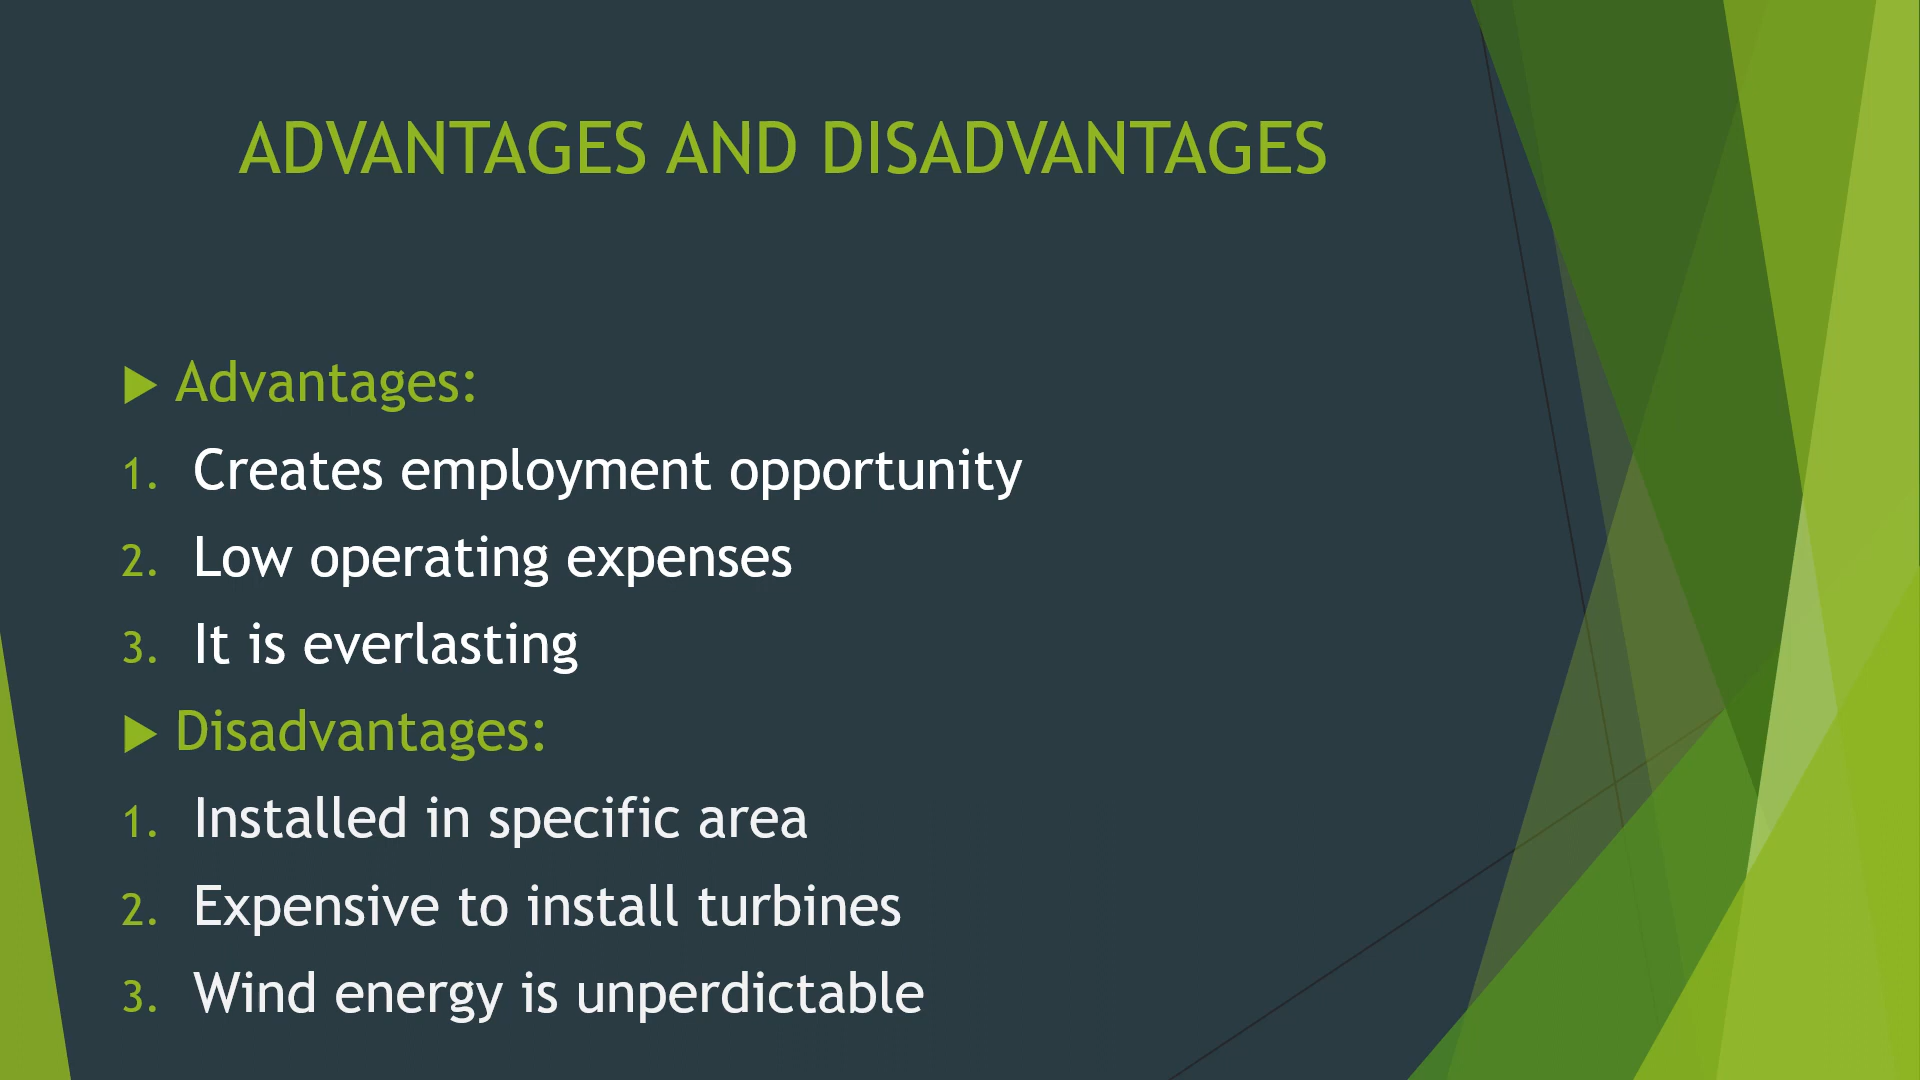 ADVANTAGES AND DISADVANTAGES
Advantages:
1. Creates employment opportunity
2. Low operating expenses
3. It is everlasting
Disadvantages:
1. Installed in specific area
2. Expensive to install turbines
3. Wind energy is unperdictable